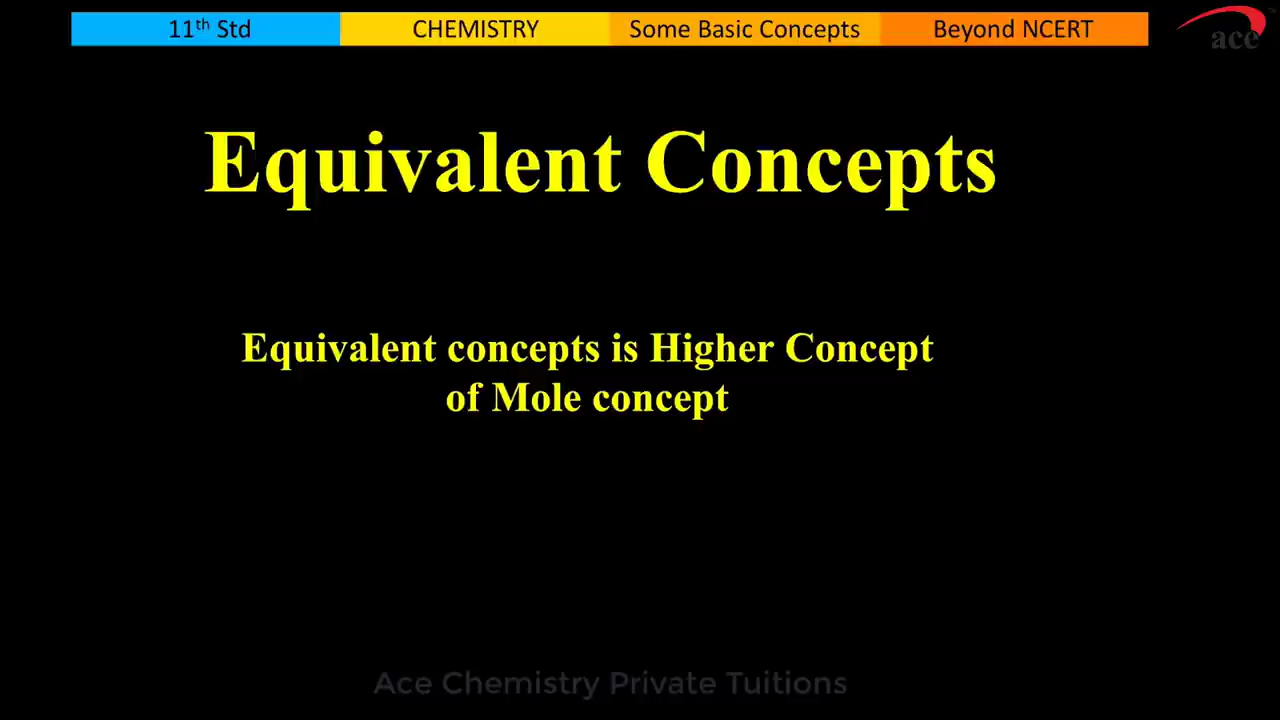 11th Std CHEMISTRY Some Basic Concepts Beyond NCERT
ace
Equivalent Concepts
Equivalent concepts is Higher Concept
of Mole concept
Ace Chemistry Private Tuitions